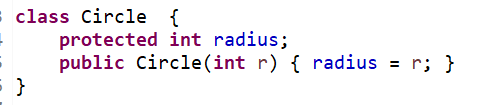 class Circle  {
    protected int radius;
    public Circle(int r) { radius = r; }
}